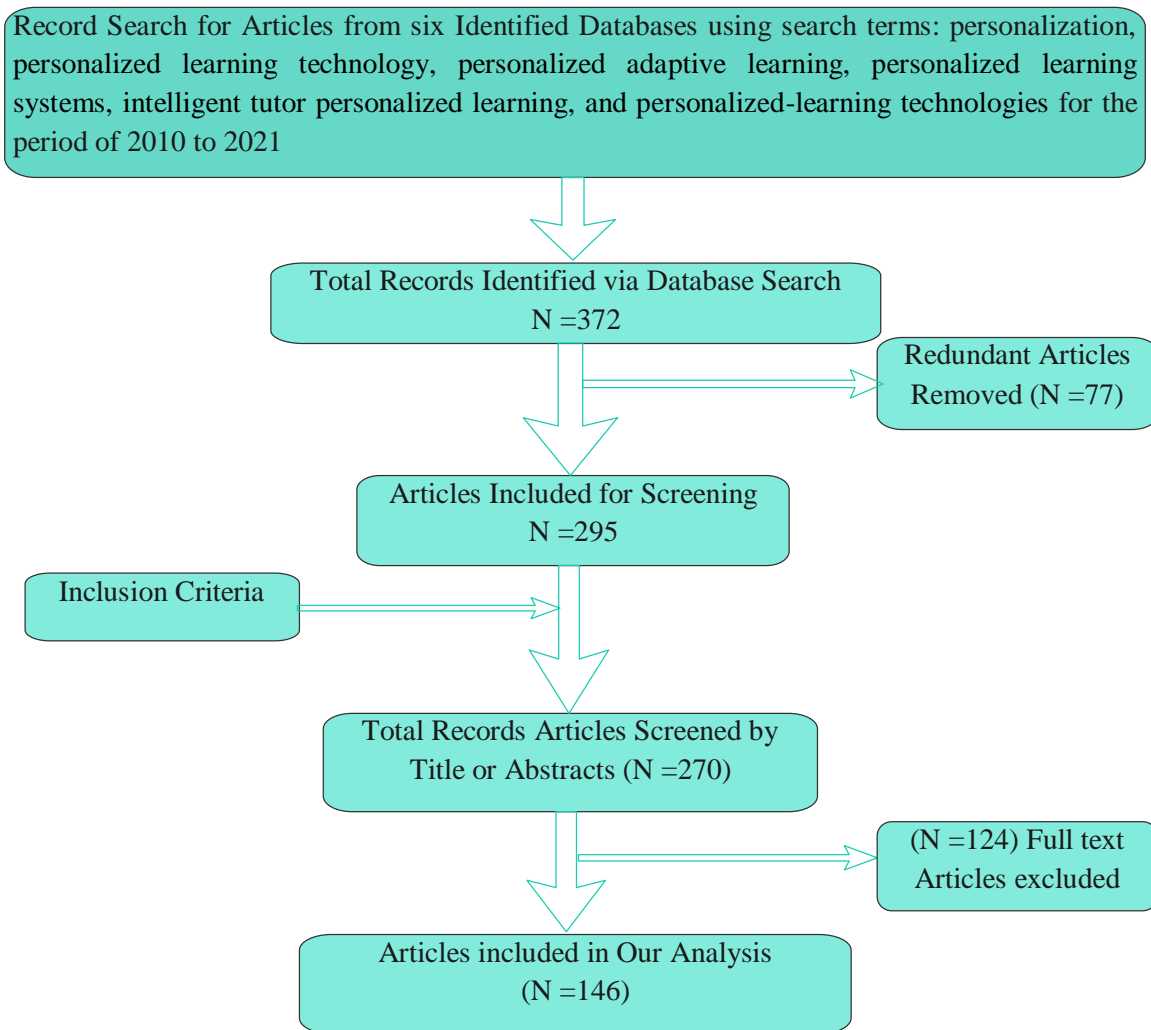 Record Search for Articles from six Identified Databases using search terms: personalization,
personalized learning technology, personalized adaptive learning, personalized learning
systems, intelligent tutor personalized learning, and personalized-learning technologies for the
period of 2010 to 2021
Total Records Identified via Database Search
N =372
Redundant Articles
Removed (N =77)
Articles Included for Screening
N =295
Inclusion Criteria
Total Records Articles Screened by
Title or Abstracts (N =270)
(N =124) Full text
Articles excluded
Articles included in Our Analysis
(N =146)